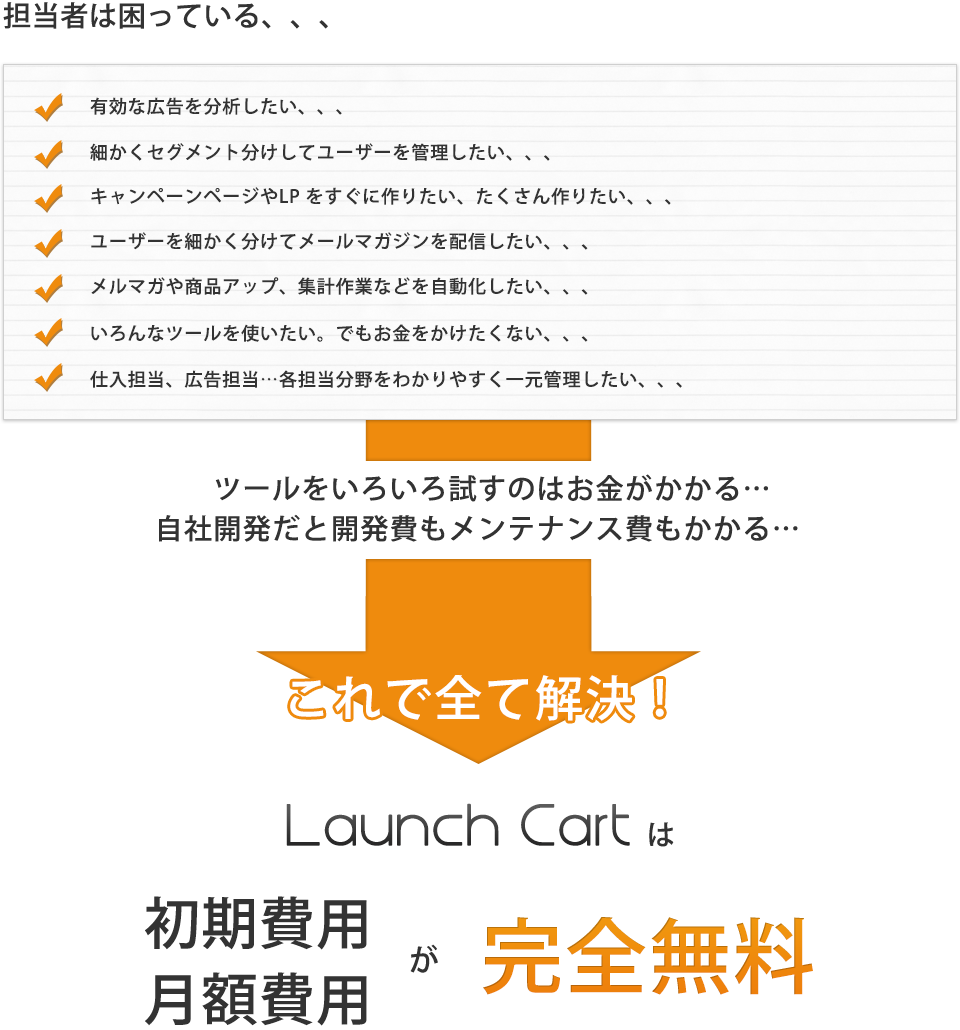 担当者は困っている、、、
有効な広告を分析したい、、、
細かくセグメント分けしてユーザーを管理したい、、、
キャンペーンページやLP をすぐに作りたい、たくさん作りたい、、、
ユーザーを細かく分けてメールマガジンを配信したい、、、
メルマガや商品アップ、集計作業などを自動化したい、、、
いろんなツールを使いたい。でもお金をかけたくない、、、
仕入担当、広告担当…各担当分野をわかりやすく一元管理したい、、、
ツールをいろいろ試すのはお金がかかる…
自社開発だと開発費もメンテナンス費もかかる…
これで全て解決！
Launch Cart は
初期費用
月額費用
が
完全無料